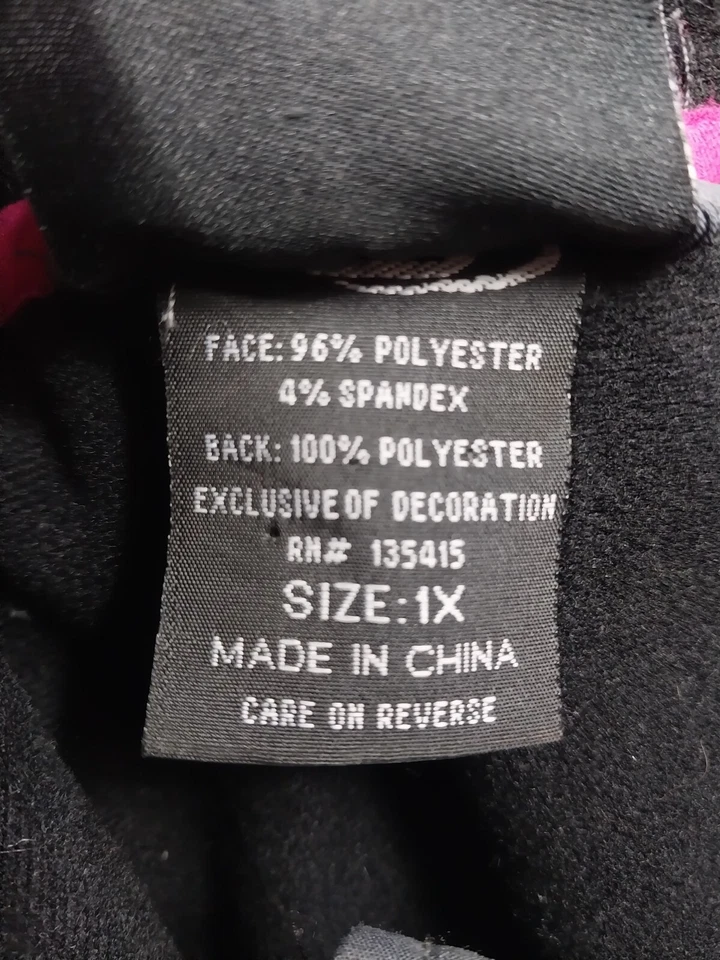 FACE: 96% POLYESTER
4% SPANDEX
BACK: 100% POLYESTER
EXCLUSIVE OF DECORATION
RN# 135415
SIZE: 1X
MADE IN CHINA
CARE ON REVERSE